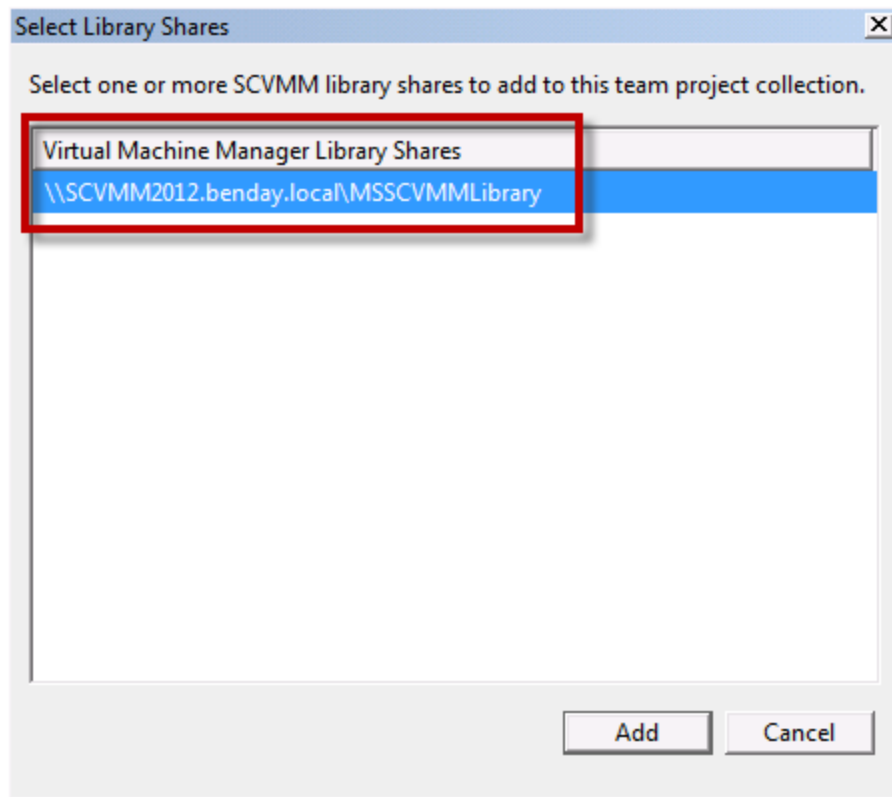 Select Library Shares
Select one or more SCVMM library shares to add to this team project collection.
Virtual Machine Manager Library Shares
\\SCVMM2012.benday.local\MSSCVMMLibrary
Add Cancel